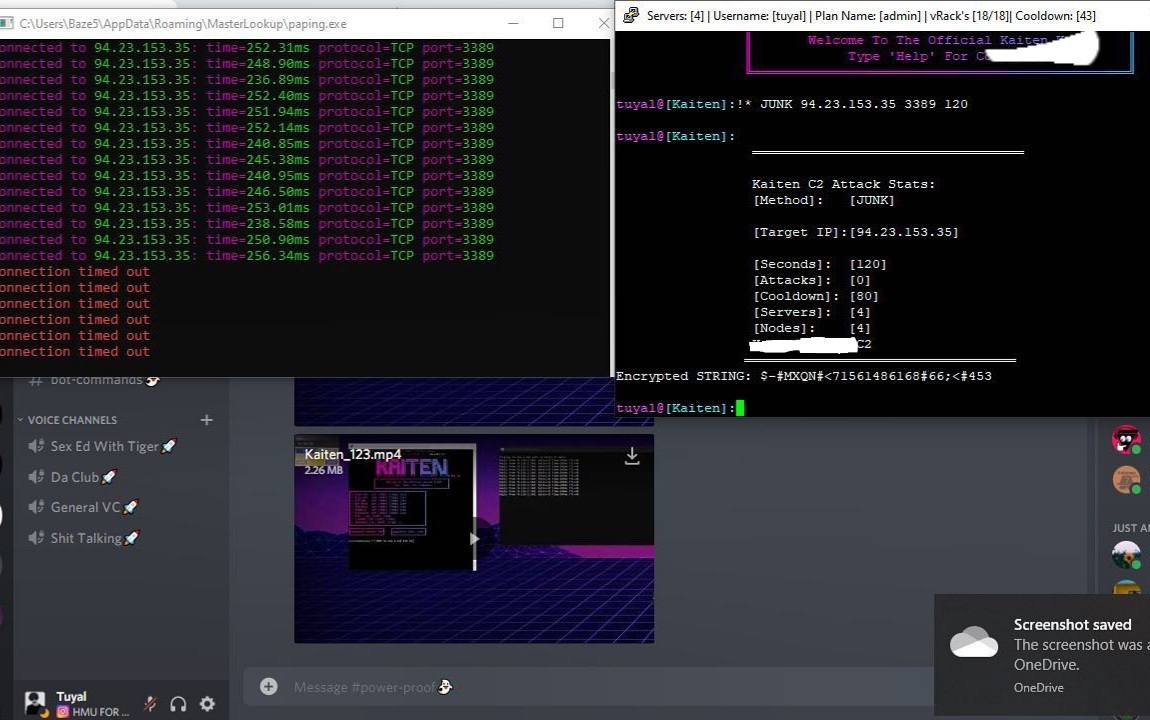 C:\Users\Baze5\AppData\Roaming\MasterLookup\paping.exe
onnected to 94.23.153.35: time=252.31ms protocol=TCP port=3389
onnected to 94.23.153.35: time=248.90ms protocol=TCP port=3389
onnected to 94.23.153.35: time=236.89ms protocol=TCP port=3389
onnected to 94.23.153.35: time=252.40ms protocol=TCP port=3389
onnected to 94.23.153.35: time=251.94ms protocol=TCP port=3389
onnected to 94.23.153.35: time=252.14ms protocol=TCP port=3389
onnected to 94.23.153.35: time=240.85ms protocol=TCP port=3389
onnected to 94.23.153.35: time=245.38ms protocol=TCP port=3389
onnected to 94.23.153.35: time=240.95ms protocol=TCP port=3389
onnected to 94.23.153.35: time=246.50ms protocol=TCP port=3389
onnected to 94.23.153.35: time=253.01ms protocol=TCP port=3389
onnected to 94.23.153.35: time=238.58ms protocol=TCP port=3389
onnected to 94.23.153.35: time=250.90ms protocol=TCP port=3389
onnected to 94.23.153.35: time=256.34ms protocol=TCP port=3389
onnection timed out
onnection timed out
onnection timed out
onnection timed out
onnection timed out
onnection timed out
Servers: [4] | Username: [tuyal] | Plan Name: [admin] | vRack's [18/18]| Cooldown: [43]
Welcome To The Official Kaiten
Type 'Help' For
tuyal@[Kaiten]:!* JUNK 94.23.153.35 3389 120
tuyal@[Kaiten]:
Kaiten C2 Attack Stats:
[Method]: [JUNK]
[Target IP]:[94.23.153.35]
[Seconds]: [120]
[Attacks]: [0]
[Cooldown]: [80]
[Servers]: [4]
[Nodes]: [4]
C2
Encrypted STRING: $-#MXQN#<71561486168#66;<#453
tuyal@[Kaiten]:
# bot-commands
VOICE CHANNELS
Sex Ed With Tiger
Da Club
General VC
Shit Talking
Kaiten_123.mp4
2.26 MB
KAITEN
Message #power-proof
Tuyal
HMU FOR ...
JUST A
Screenshot saved
The screenshot was a
OneDrive.
OneDrive